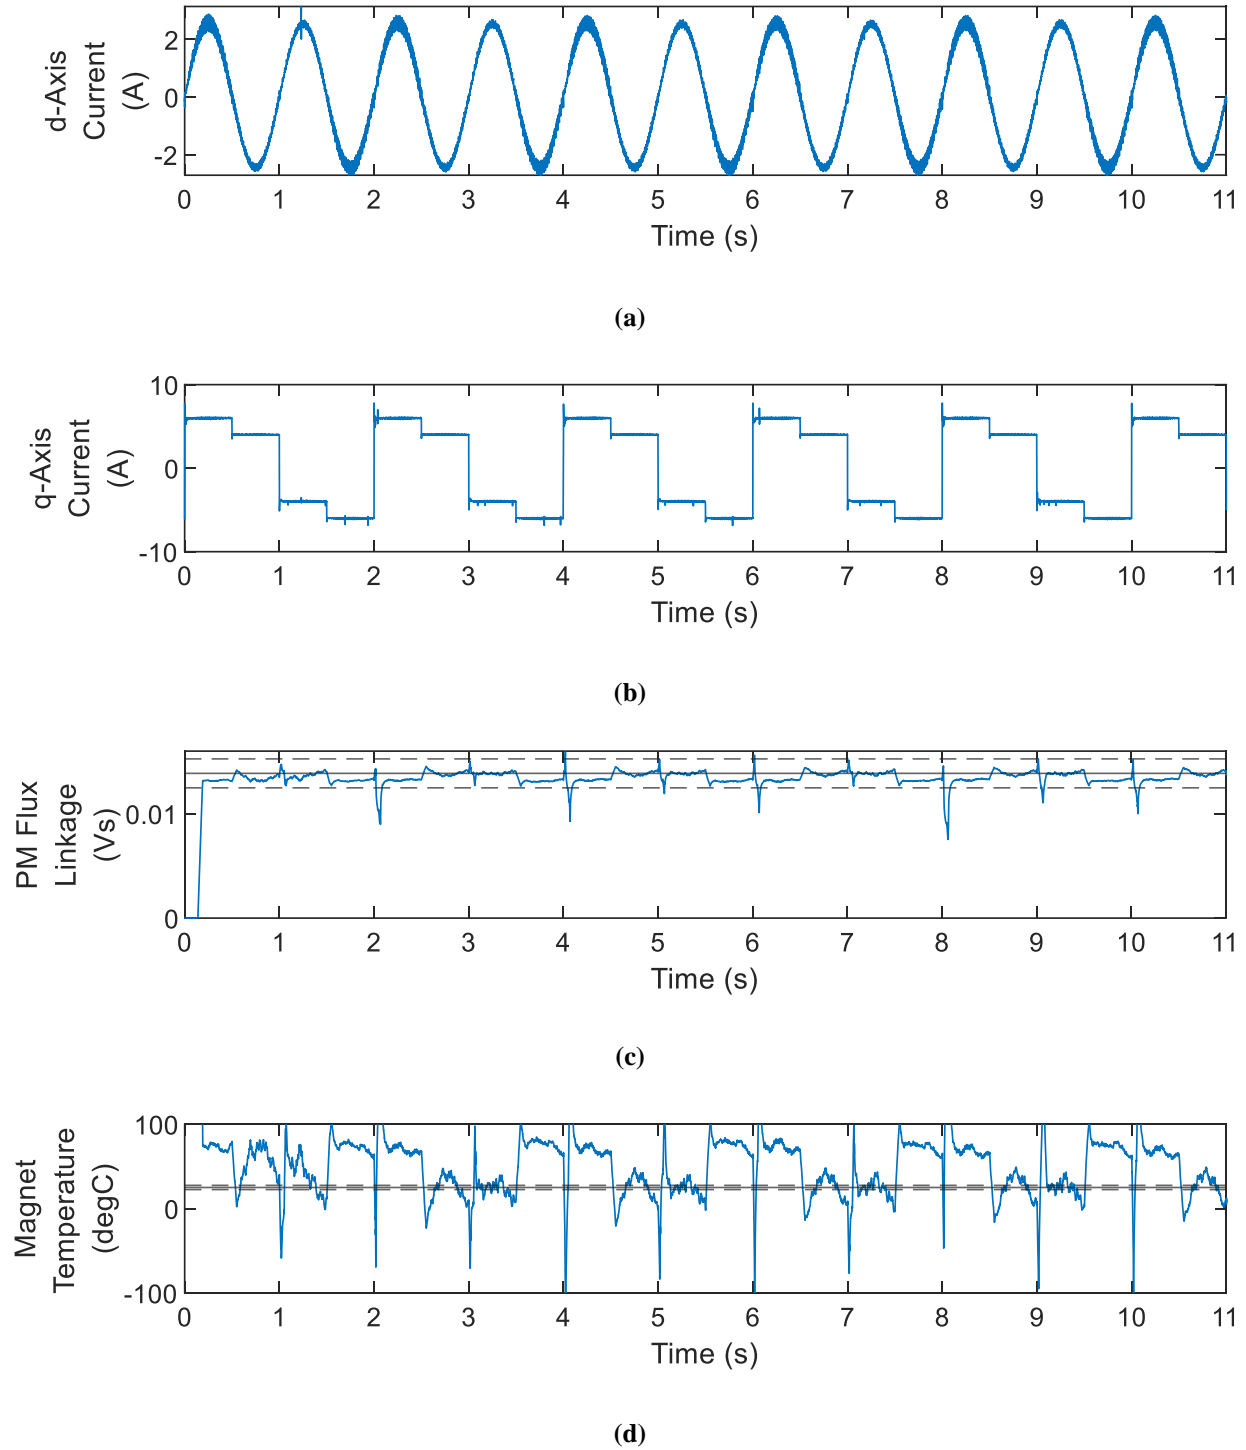 d-Axis
Current
(A)
2
0
-2
0 1 2 3 4 5 6 7 8 9 10 11
Time (s)
(a)
q-Axis
Current
(A)
10
0
-10
0 1 2 3 4 5 6 7 8 9 10 11
Time (s)
(b)
PM Flux
Linkage
(Vs)
0.01
0
0 1 2 3 4 5 6 7 8 9 10 11
Time (s)
(c)
Magnet
Temperature
(degC)
100
0
-100
0 1 2 3 4 5 6 7 8 9 10 11
Time (s)
(d)